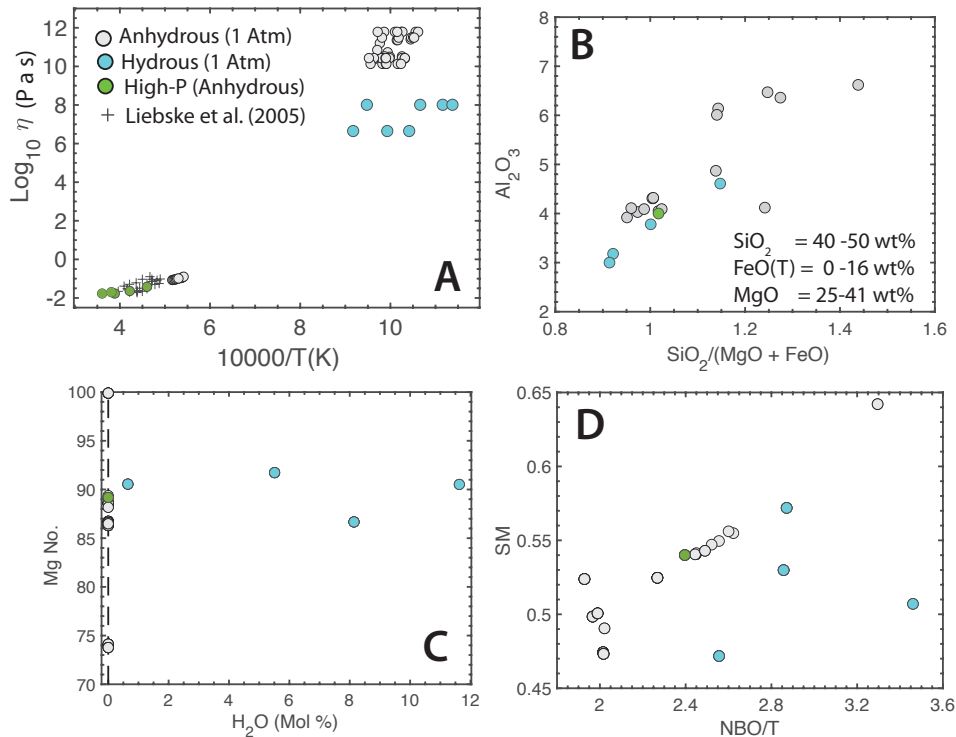 Anhydrous (1 Atm)
Hydrous (1 Atm)
High-P (Anhydrous)
Liebske et al. (2005)
Log10 η (P a s)
12
10
8
6
4
2
0
-2
4
6
8
10
10000/T(K)
A
B
Al2O3
8
7
6
5
4
3
2
SiO2 = 40 -50 wt%
FeO(T) = 0 -16 wt%
MgO = 25-41 wt%
0.8
1
1.2
1.4
1.6
SiO2/(MgO + FeO)
Mg No.
100
95
90
85
80
75
70
0
2
4
6
8
10
12
H2O (Mol %)
C
D
SM
0.65
0.6
0.55
0.5
0.45
2
2.4
2.8
3.2
3.6
NBO/T